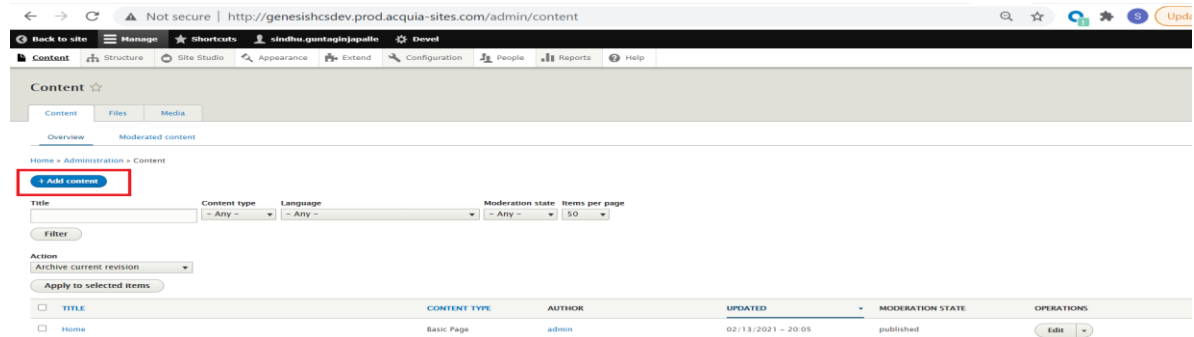 Not secure | http://genesishcsdev.prod.acquia-sites.com/admin/content S Upda
Back to site Manage Shortcuts sindhu.guntaginjapalle Devel
Content Structure Site Studio Appearance Extend Configuration People Reports Help
Content
Content Files Media
Overview Moderated content
Home » Administration » Content
+ Add content
Title Content type Language Moderation state Items per page
- Any - - Any - - Any - 50
Filter
Action
Archive current revision
Apply to selected items
TITLE CONTENT TYPE AUTHOR UPDATED MODERATION STATE OPERATIONS
Home Basic Page admin 02/13/2021 - 20:05 published Edit